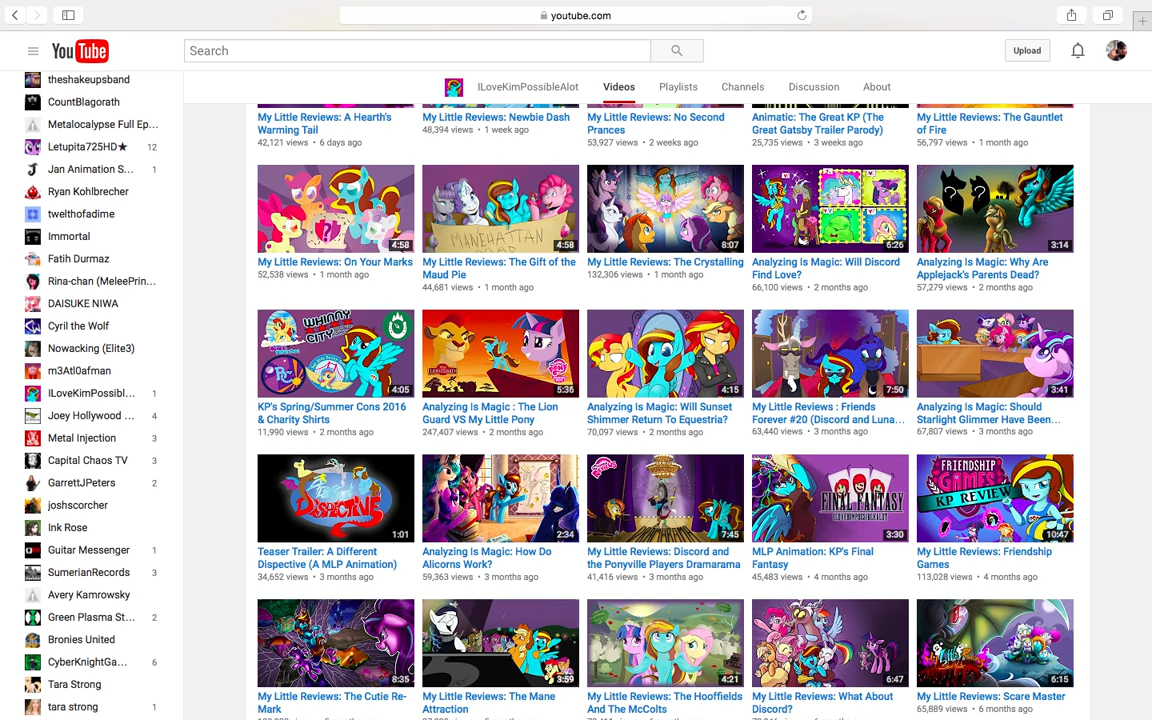 youtube.com
YouTube
Search
Upload
ILoveKimPossibleAlot
Videos
Playlists
Channels
Discussion
About
theshakeupsband
CountBlagorath
Metalocalypse Full Ep...
Letupita725HD★ 12
Jan Animation S... 1
Ryan Kohlbrecher
twelthofadime
Immortal
Fatih Durmaz
Rina-chan (MeleePrin...
DAISUKE NIWA
Cyril the Wolf
Nowacking (Elite3)
m3Atl0afman
ILoveKimPossibl... 1
Joey Hollywood ... 4
Metal Injection 3
Capital Chaos TV 3
GarrettJPeters 2
joshscorcher
Ink Rose
Guitar Messenger 1
SumerianRecords 3
Avery Kamrowsky
Green Plasma St... 2
Bronies United
CyberKnightGa... 6
Tara Strong
tara strong 1
My Little Reviews: A Hearth's
Warming Tail
42,121 views • 6 days ago
My Little Reviews: Newbie Dash
48,394 views • 1 week ago
My Little Reviews: No Second
Prances
53,927 views • 2 weeks ago
Animatic: The Great KP (The
Great Gatsby Trailer Parody)
25,735 views • 3 weeks ago
My Little Reviews: The Gauntlet
of Fire
56,797 views • 1 month ago
4:58
My Little Reviews: On Your Marks
52,538 views • 1 month ago
MANEHATTAN
4:58
My Little Reviews: The Gift of the
Maud Pie
44,681 views • 1 month ago
8:07
My Little Reviews: The Crystalling
132,306 views • 1 month ago
6:26
Analyzing Is Magic: Will Discord
Find Love?
66,100 views • 2 months ago
? ?
3:14
Analyzing Is Magic: Why Are
Applejack's Parents Dead?
57,279 views • 2 months ago
WHINNY
CITY
4:05
KP's Spring/Summer Cons 2016
& Charity Shirts
11,990 views • 2 months ago
5:36
Analyzing Is Magic : The Lion
Guard VS My Little Pony
247,407 views • 2 months ago
4:15
Analyzing Is Magic: Will Sunset
Shimmer Return To Equestria?
70,097 views • 2 months ago
7:50
My Little Reviews : Friends
Forever #20 (Discord and Luna...
63,440 views • 3 months ago
3:41
Analyzing Is Magic: Should
Starlight Glimmer Have Been...
67,807 views • 3 months ago
DISPECTIVE
1:01
Teaser Trailer: A Different
Dispective (A MLP Animation)
34,652 views • 3 months ago
2:34
Analyzing Is Magic: How Do
Alicorns Work?
59,363 views • 3 months ago
7:45
My Little Reviews: Discord and
the Ponyville Players Dramarama
41,416 views • 3 months ago
FINAL FANTASY
ILOVEKIMPOSSIBLEALOT
3:30
MLP Animation: KP's Final
Fantasy
45,483 views • 4 months ago
FRIENDSHIP
GAMES
KP REVIEW
10:47
My Little Reviews: Friendship
Games
113,028 views • 4 months ago
8:35
My Little Reviews: The Cutie Re-
Mark
3:59
My Little Reviews: The Mane
Attraction
4:21
My Little Reviews: The Hooffields
And The McColts
6:47
My Little Reviews: What About
Discord?
6:15
My Little Reviews: Scare Master
65,889 views • 6 months ago